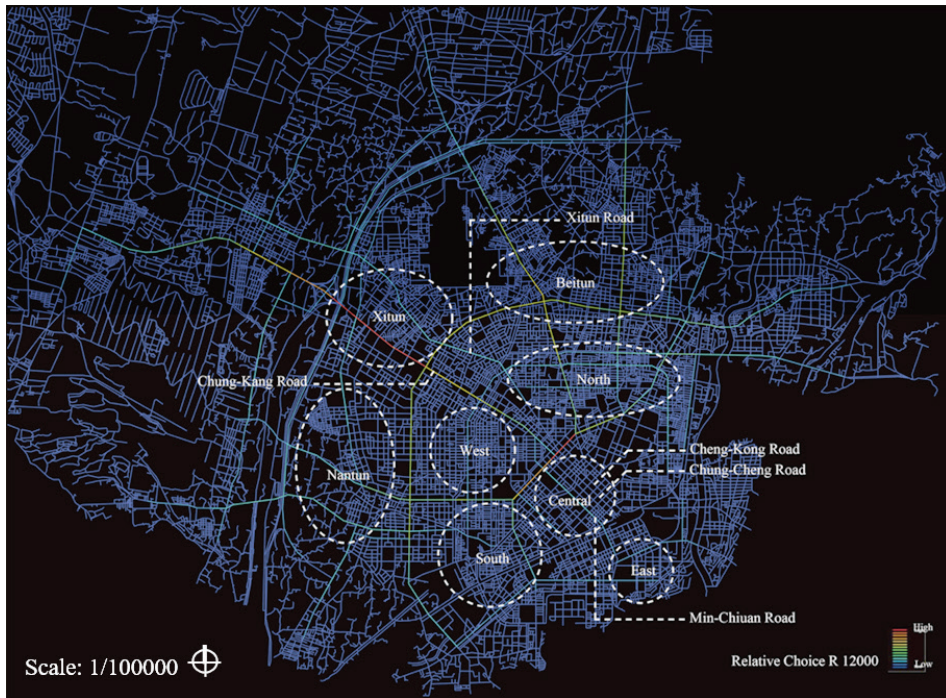 Xitun Road
Beitun
Xitun
Chung-Kang Road
North
West
Cheng-Kong Road
Chung-Cheng Road
Nantun
Central
South
East
Min-Chiuan Road
High
Scale: 1/100000
Relative Choice R 12000
Low